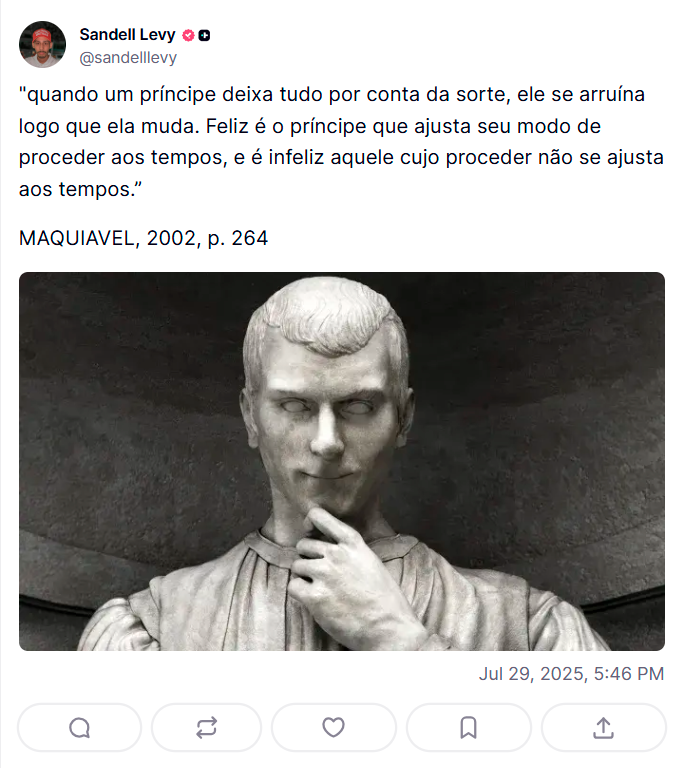 Sandell Levy
@sandelllevy
"quando um príncipe deixa tudo por conta da sorte, ele se arruína
logo que ela muda. Feliz é o príncipe que ajusta seu modo de
proceder aos tempos, e é infeliz aquele cujo proceder não se ajusta
aos tempos.”
MAQUIAVEL, 2002, p. 264
Jul 29, 2025, 5:46 PM